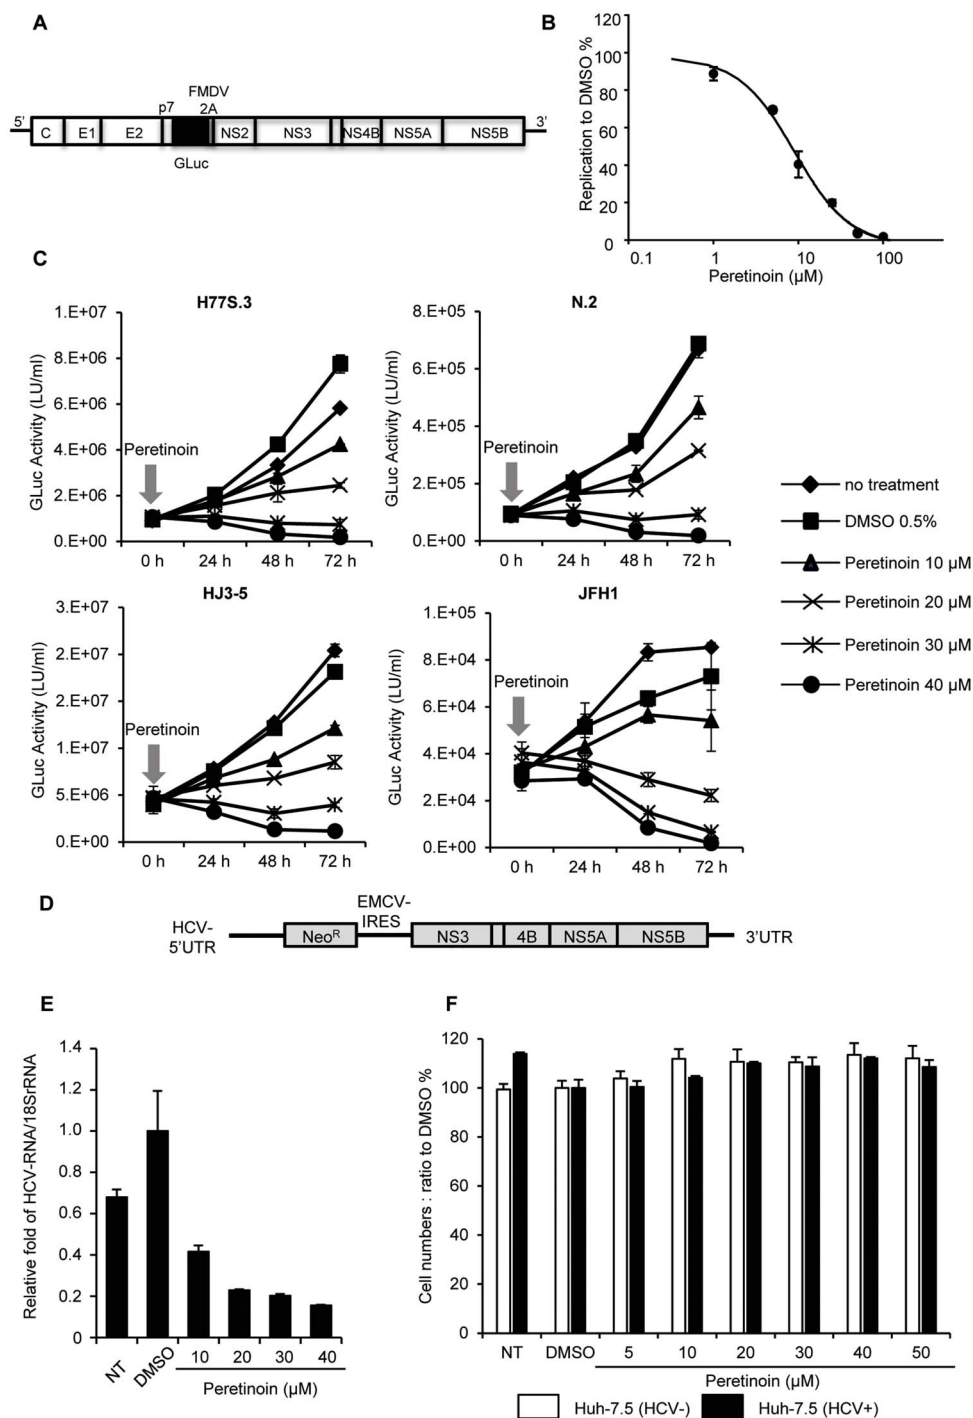 A
FMDV
p7
2A
5'
C
E1
E2
NS2
NS3
NS4B
NS5A
NS5B
3'
GLuc
B
Replication to DMSO %
120
100
80
60
40
20
0
0.1
1
10
100
Peretinoin (µM)
C
H77S.3
GLuc Activity (LU/ml)
1.E+07
8.E+06
6.E+06
4.E+06
2.E+06
0.E+00
Peretinoin
0 h
24 h
48 h
72 h
N.2
GLuc Activity (LU/ml)
8.E+05
6.E+05
4.E+05
2.E+05
0.E+00
Peretinoin
0 h
24 h
48 h
72 h
HJ3-5
GLuc Activity (LU/ml)
3.E+07
2.E+07
2.E+07
1.E+07
5.E+06
0.E+00
Peretinoin
0 h
24 h
48 h
72 h
JFH1
GLuc Activity (LU/ml)
1.E+05
8.E+04
6.E+04
4.E+04
2.E+04
0.E+00
Peretinoin
0 h
24 h
48 h
72 h
no treatment
DMSO 0.5%
Peretinoin 10 µM
Peretinoin 20 µM
Peretinoin 30 µM
Peretinoin 40 µM
D
HCV-
5'UTR
Neoᴿ
EMCV-
IRES
NS3
4B
NS5A
NS5B
3'UTR
E
Relative fold of HCV-RNA/18SrRNA
1.4
1.2
1.0
0.8
0.6
0.4
0.2
0
NT
DMSO
10
20
30
40
Peretinoin (µM)
F
Cell numbers : ratio to DMSO %
120
100
80
60
40
20
0
NT
DMSO
5
10
20
30
40
50
Peretinoin (µM)
Huh-7.5 (HCV-)
Huh-7.5 (HCV+)